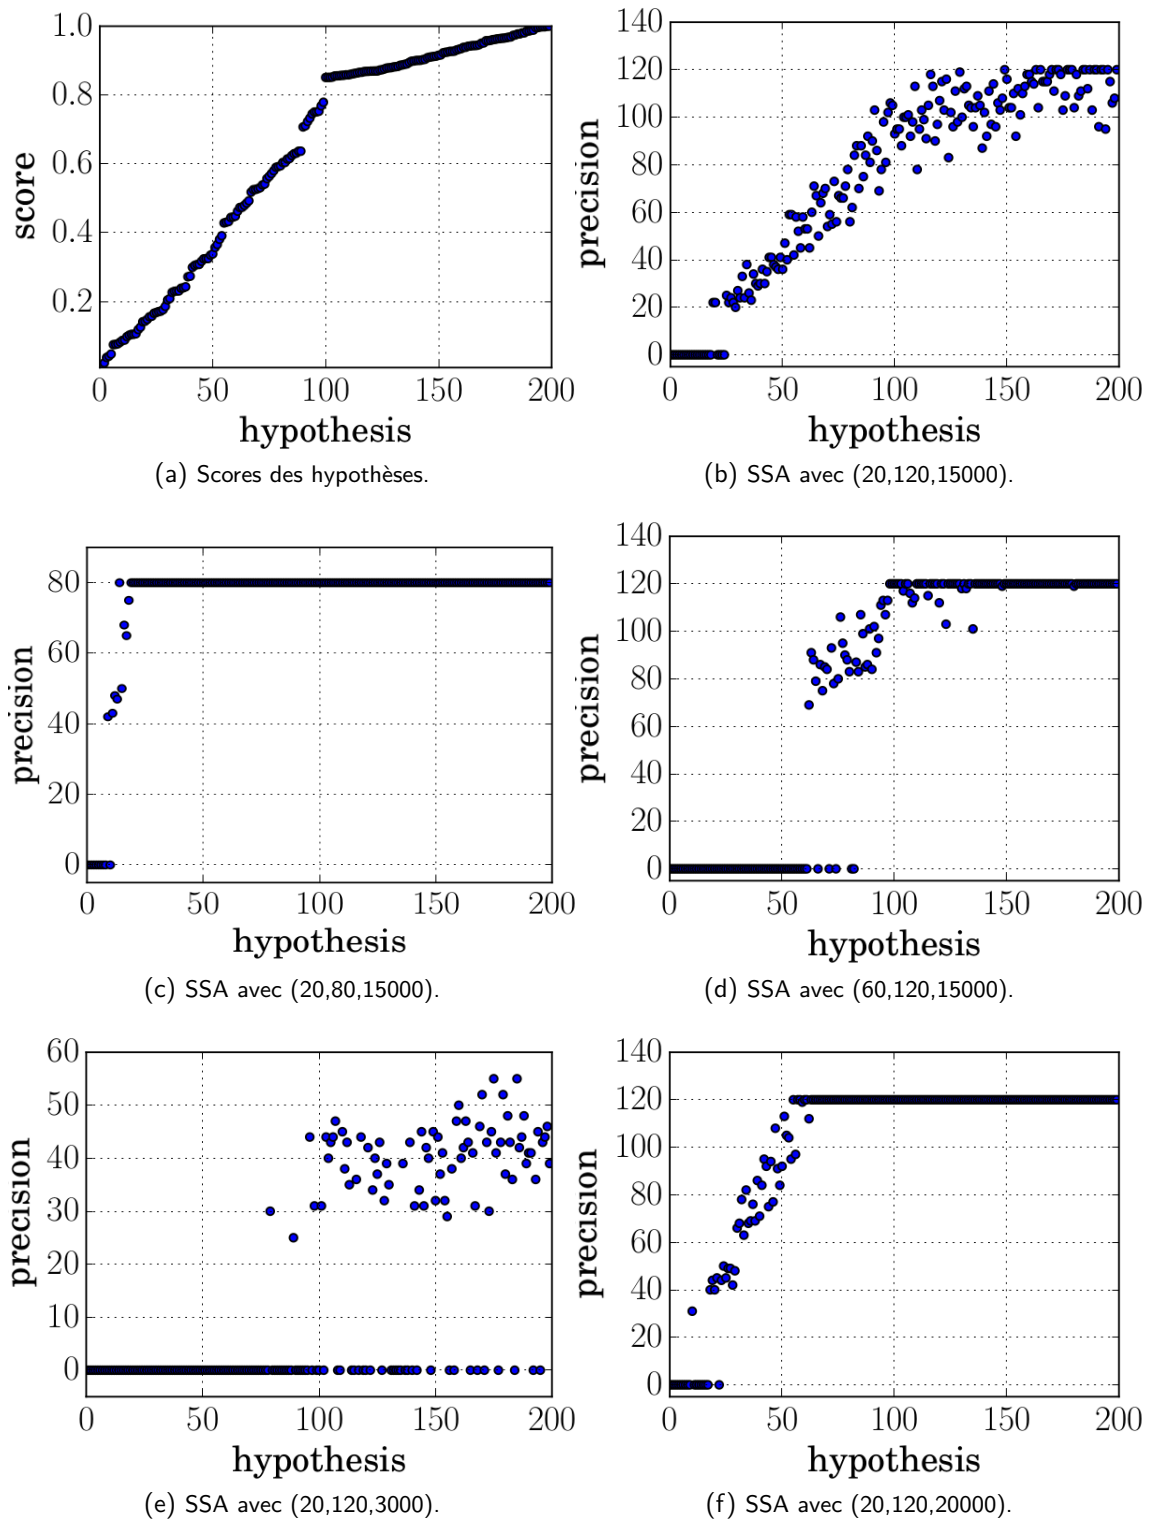 1.0
0.8
0.6
0.4
0.2
score
0 50 100 150 200
hypothesis
(a) Scores des hypothèses.
140
120
100
80
60
40
20
0
precision
0 50 100 150 200
hypothesis
(b) SSA avec (20,120,15000).
80
60
40
20
0
precision
0 50 100 150 200
hypothesis
(c) SSA avec (20,80,15000).
140
120
100
80
60
40
20
0
precision
0 50 100 150 200
hypothesis
(d) SSA avec (60,120,15000).
60
50
40
30
20
10
0
precision
0 50 100 150 200
hypothesis
(e) SSA avec (20,120,3000).
140
120
100
80
60
40
20
0
precision
0 50 100 150 200
hypothesis
(f) SSA avec (20,120,20000).